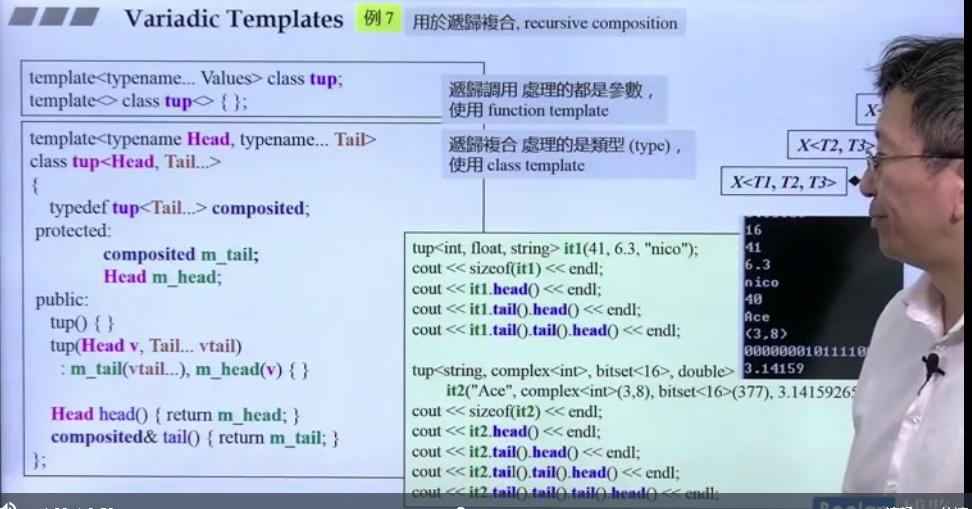 Variadic Templates 例 7 用於遞歸複合, recursive composition
template<typename... Values> class tup;
template<> class tup<> { };
遞歸調用 處理的都是參數，
使用 function template
template<typename Head, typename... Tail>
class tup<Head, Tail...>
{
typedef tup<Tail...> composited;
protected:
composited m_tail;
Head m_head;
public:
tup() { }
tup(Head v, Tail... vtail)
: m_tail(vtail...), m_head(v) { }
Head head() { return m_head; }
composited& tail() { return m_tail; }
};
遞歸複合 處理的是類型 (type)，
使用 class template
X<T2, T3>
X<T1, T2, T3>
tup<int, float, string> it1(41, 6.3, "nico");
cout << sizeof(it1) << endl;
cout << it1.head() << endl;
cout << it1.tail().head() << endl;
cout << it1.tail().tail().head() << endl;
tup<string, complex<int>, bitset<16>, double>
it2("Ace", complex<int>(3,8), bitset<16>(377), 3.14159265
cout << sizeof(it2) << endl;
cout << it2.head() << endl;
cout << it2.tail().head() << endl;
cout << it2.tail().tail().head() << endl;
cout << it2.tail().tail().tail().head() << endl;
16
41
6.3
nico
40
Ace
(3,8)
00000001011110
3.14159